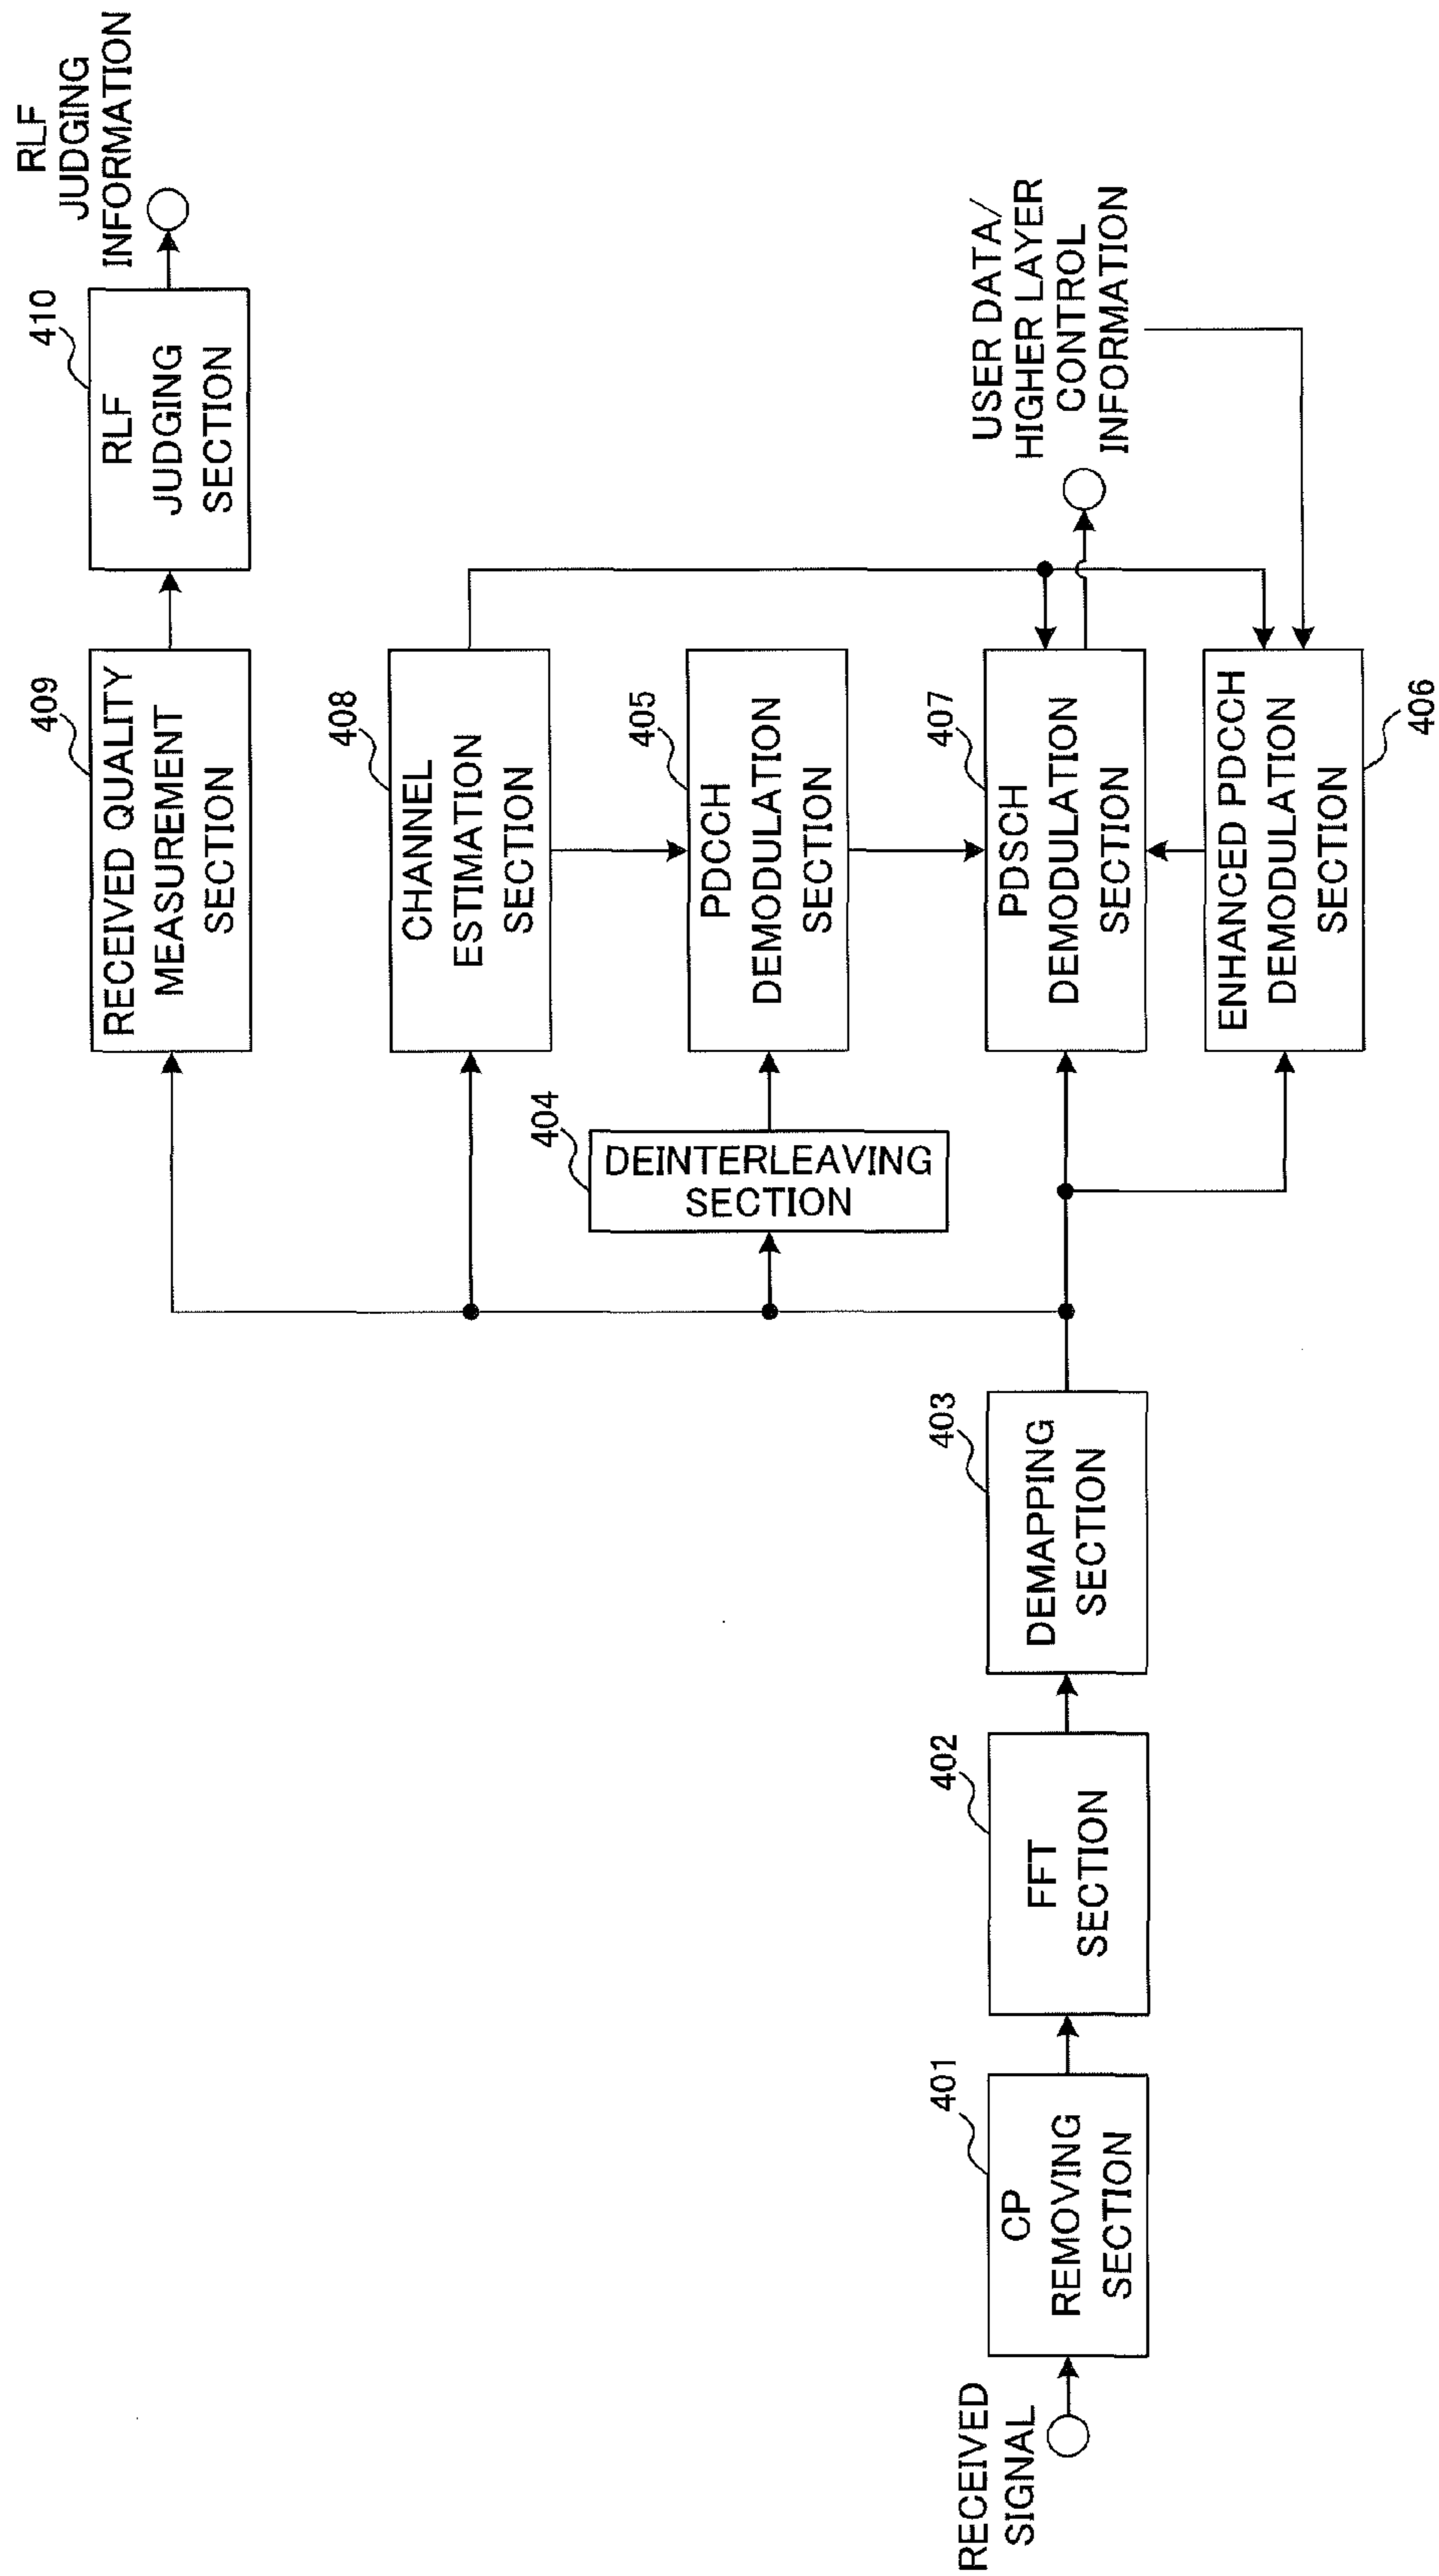 RECEIVED
SIGNAL
401
CP
REMOVING
SECTION
402
FFT
SECTION
403
DEMAPPING
SECTION
404
DEINTERLEAVING
SECTION
409
RECEIVED QUALITY
MEASUREMENT
SECTION
408
CHANNEL
ESTIMATION
SECTION
405
PDCCH
DEMODULATION
SECTION
407
PDSCH
DEMODULATION
SECTION
ENHANCED PDCCH
DEMODULATION
SECTION
406
410
RLF
JUDGING
SECTION
RLF
JUDGING
INFORMATION
USER DATA/
HIGHER LAYER
CONTROL
INFORMATION